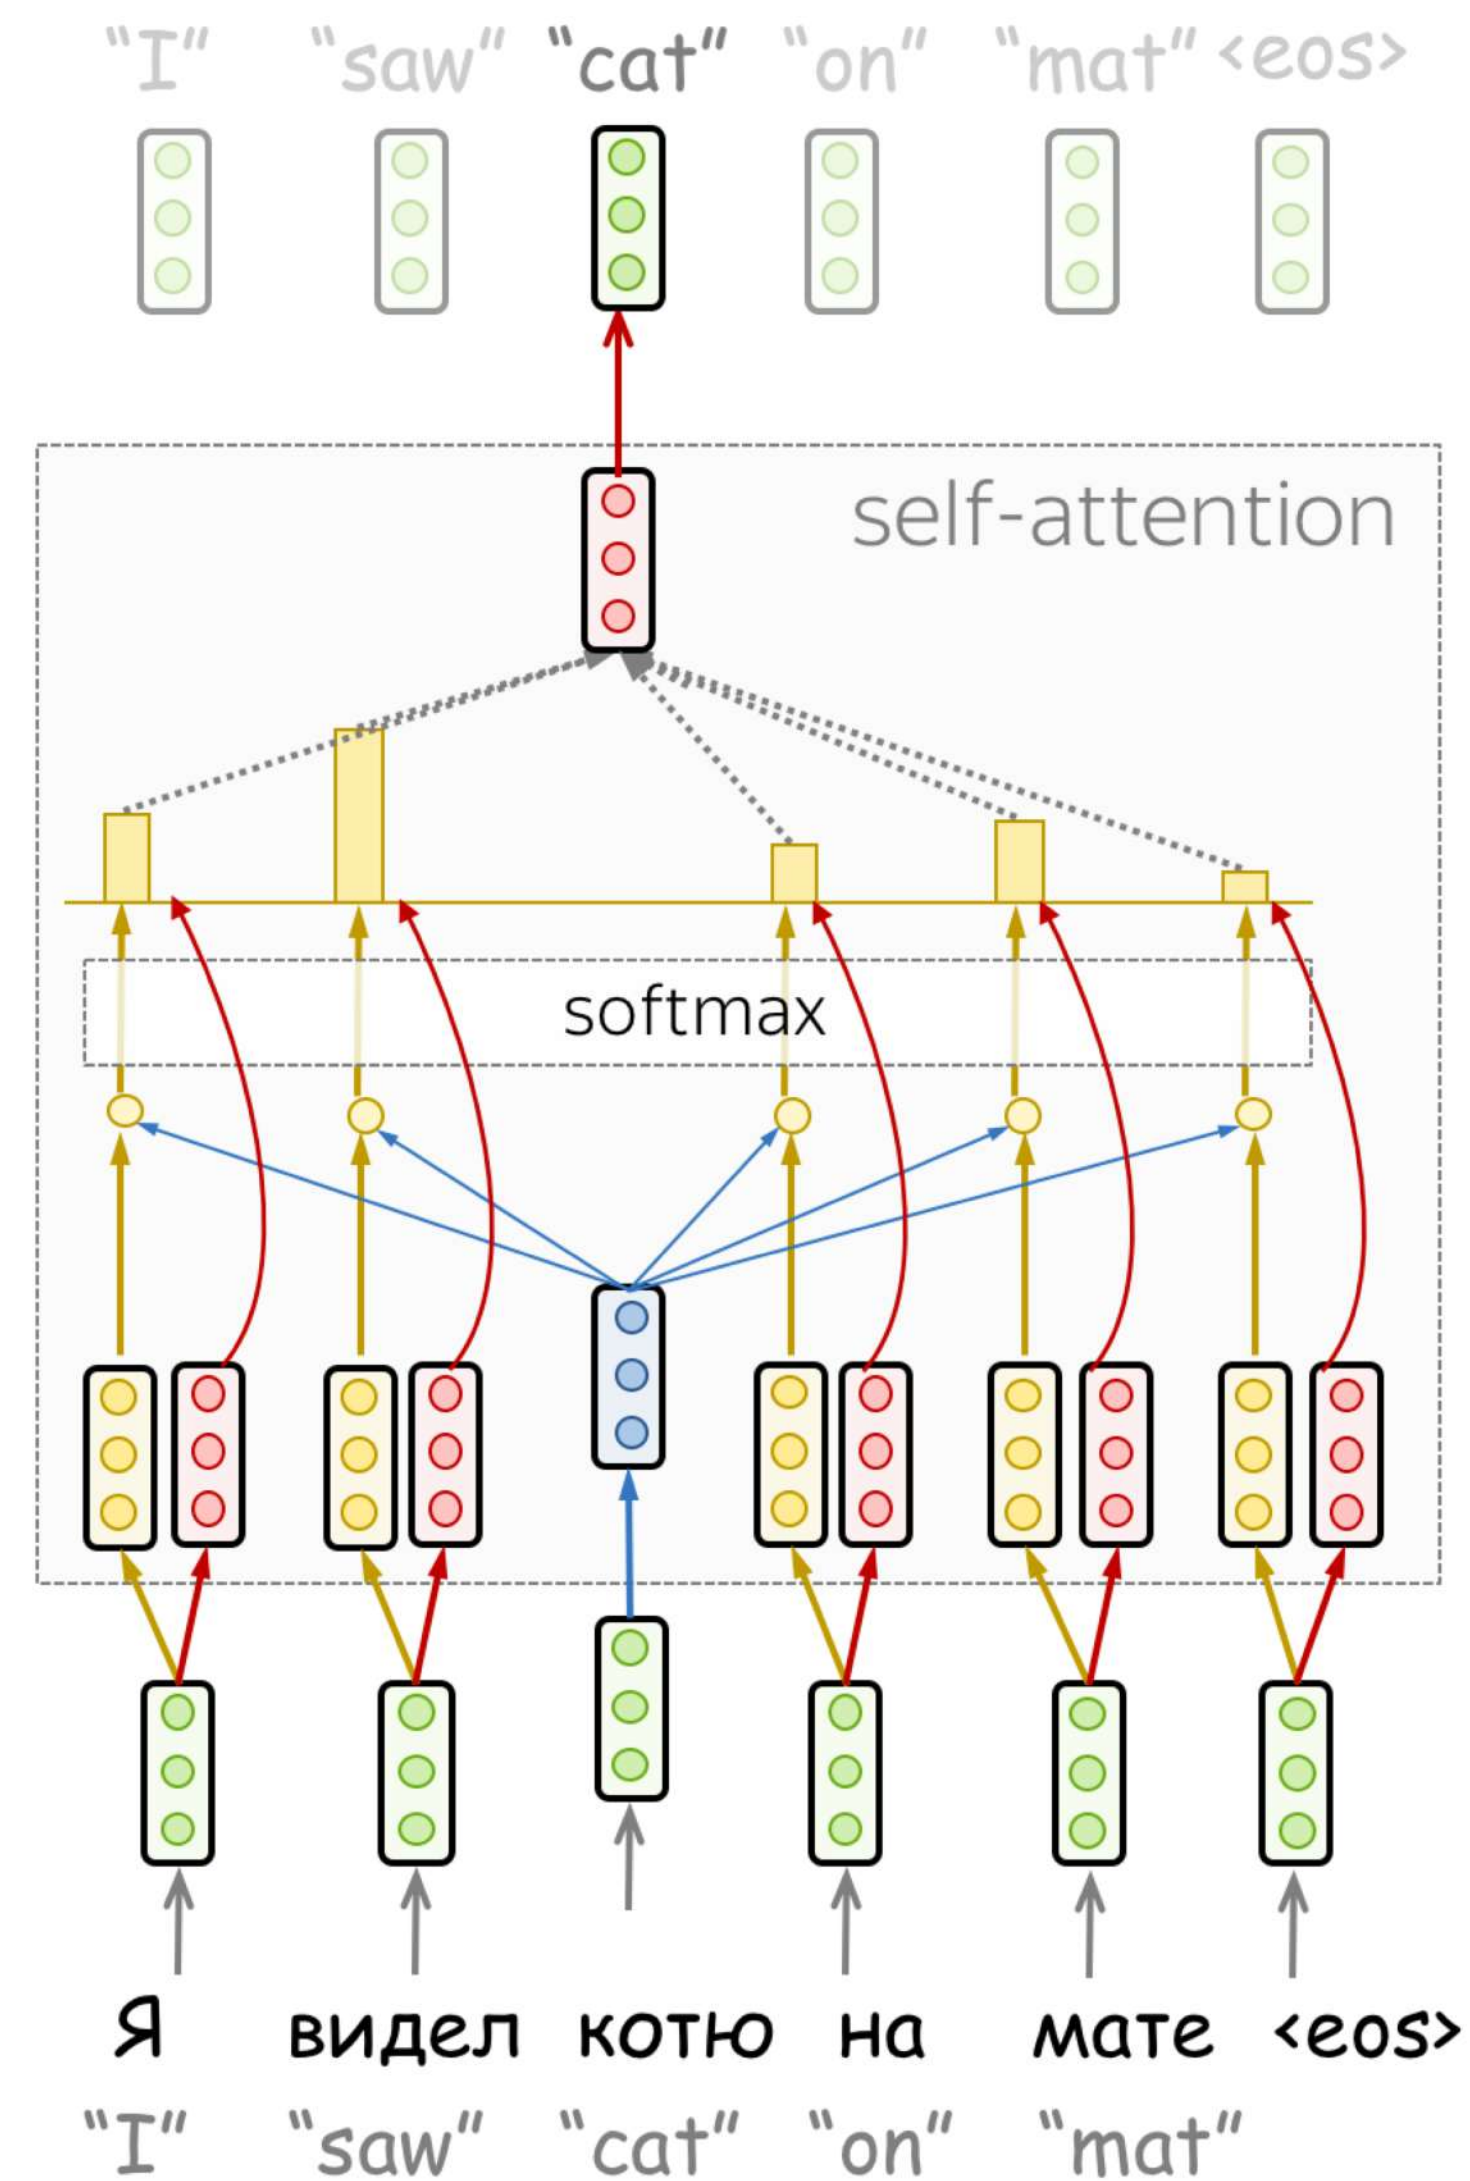 “I” “saw” “cat” “on” “mat” <eos>
self-attention
softmax
Я видел котю на мате <eos>
“I” “saw” “cat” “on” “mat”